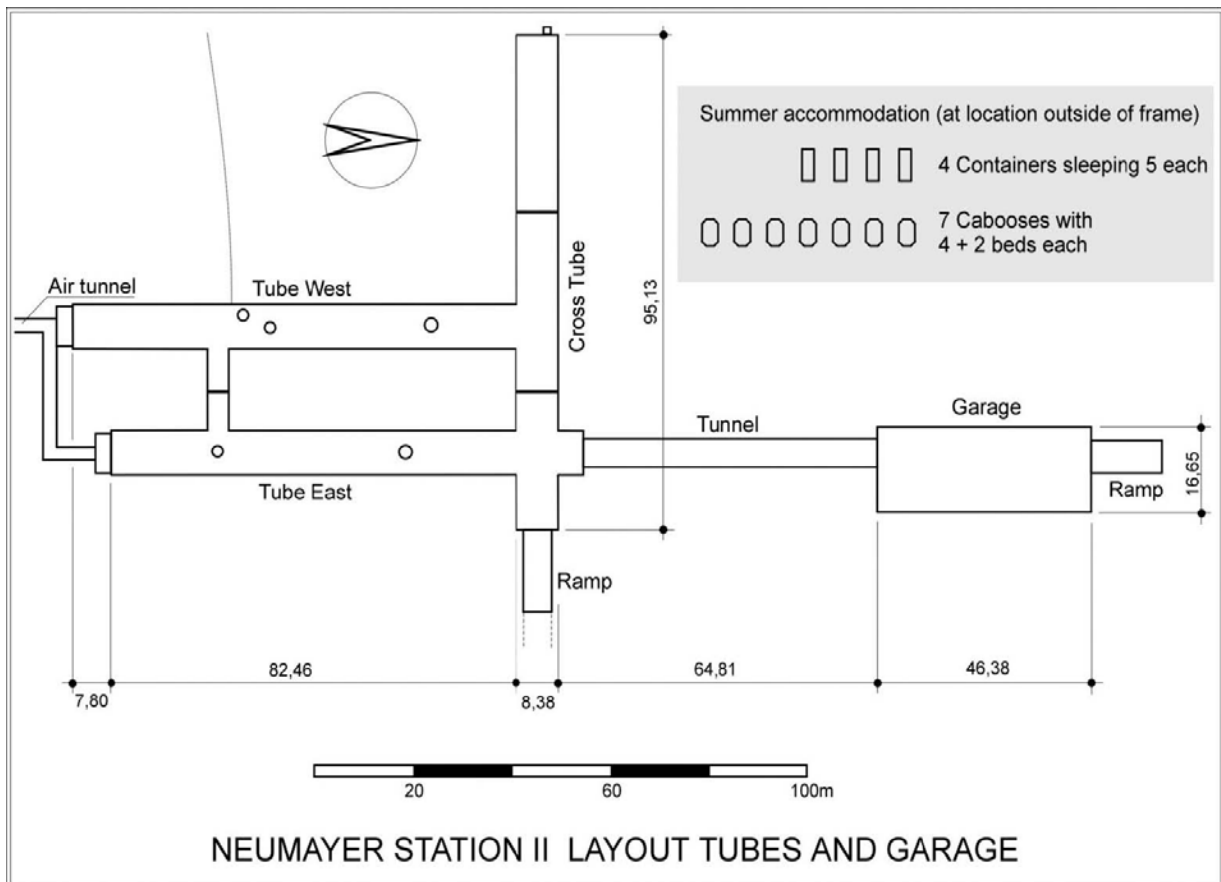 Summer accommodation (at location outside of frame)
4 Containers sleeping 5 each
7 Cabooses with
4 + 2 beds each
Air tunnel
Tube West
Cross Tube
95,13
Tunnel
Garage
16,65
Ramp
Tube East
Ramp
7,80
82,46
8,38
64,81
46,38
20
60
100m
NEUMAYER STATION II LAYOUT TUBES AND GARAGE